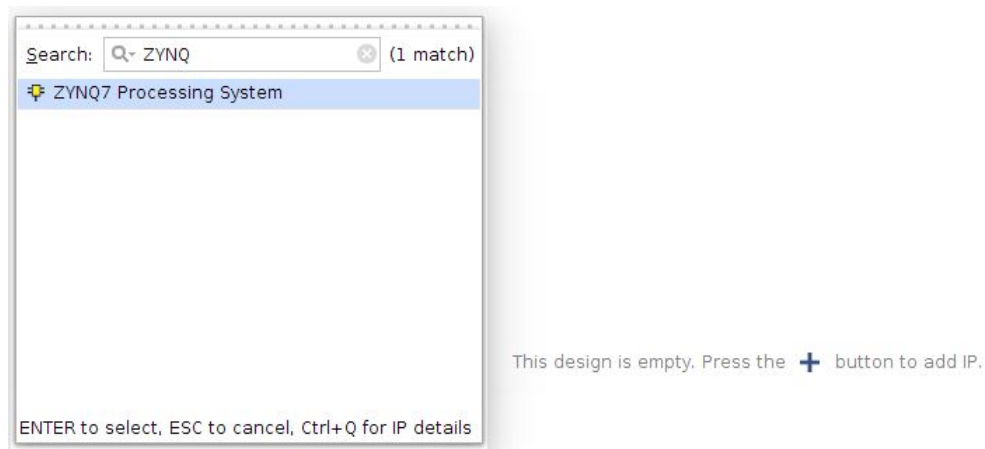 Search: ZYNQ (1 match)
ZYNQ7 Processing System
This design is empty. Press the + button to add IP.
ENTER to select, ESC to cancel, Ctrl+Q for IP details